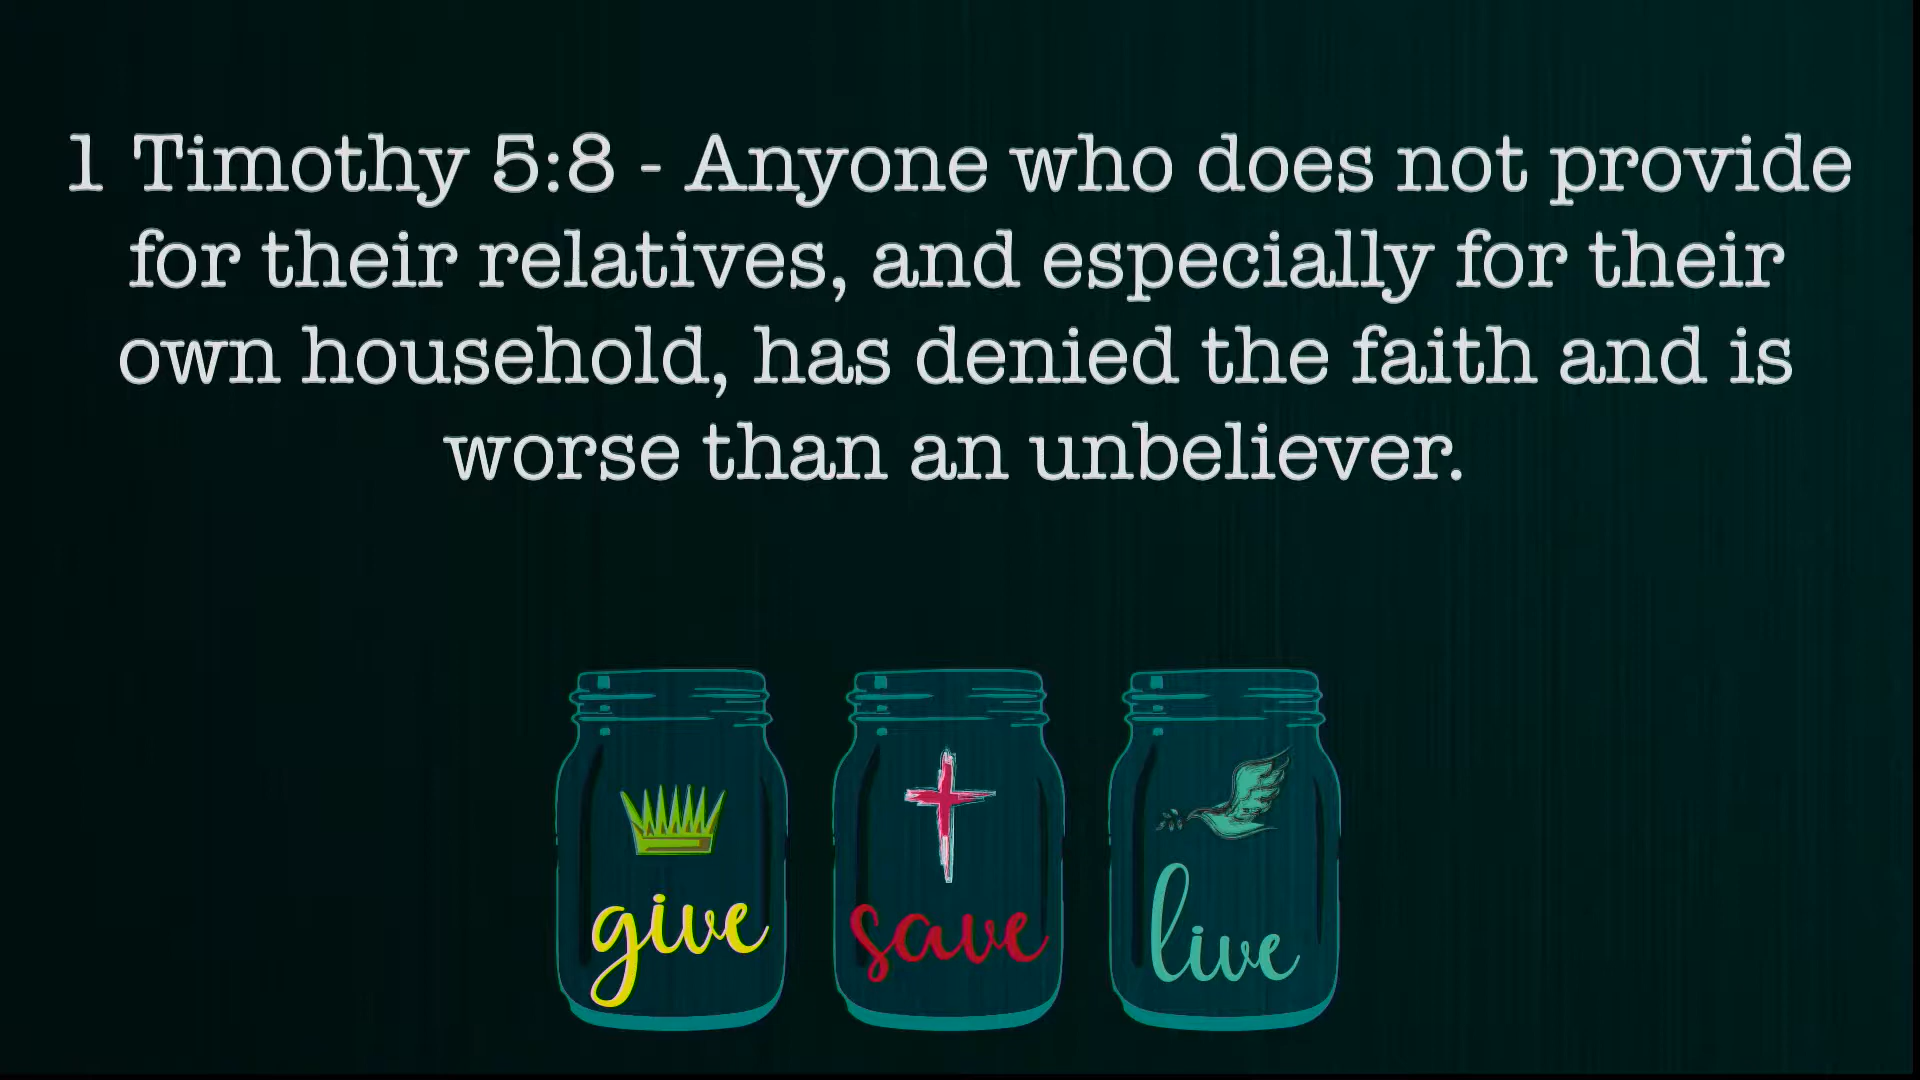 1 Timothy 5:8 - Anyone who does not provide
for their relatives, and especially for their
own household, has denied the faith and is
worse than an unbeliever.
give
save
live